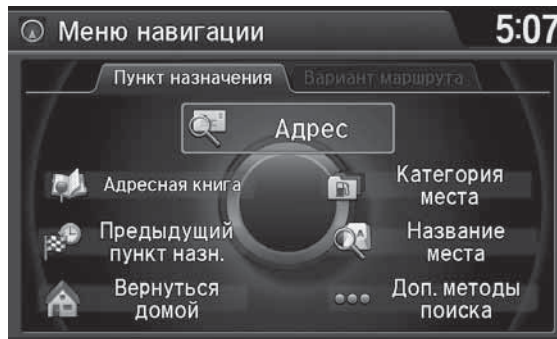 Меню навигации 5:07
Пункт назначения Вариант маршрута
Адрес
Адресная книга
Категория
места
Предыдущий
пункт назн.
Название
места
Вернуться
домой
Доп. методы
поиска